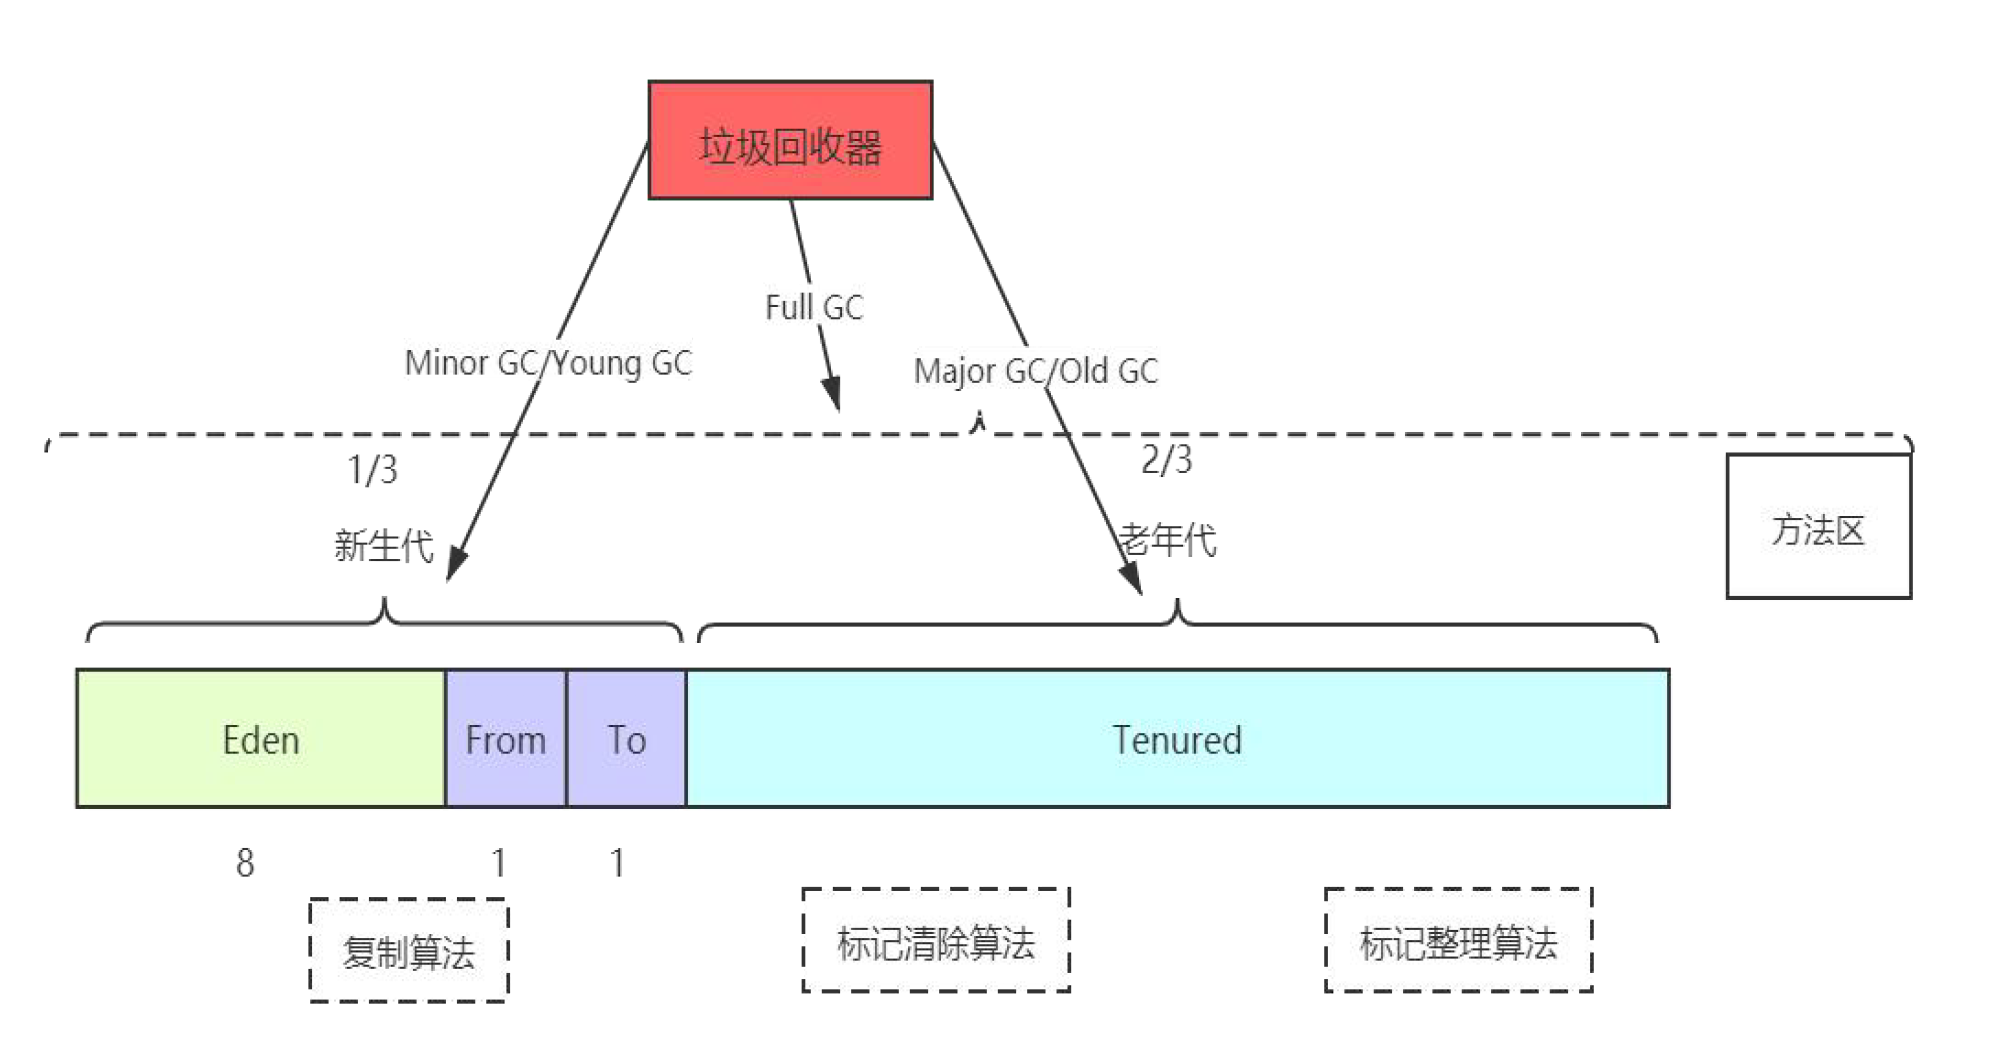 垃圾回收器
Full GC
Minor GC/Young GC
Major GC/Old GC
1/3
2/3
新生代
老年代
方法区
Eden
From
To
Tenured
8
1
1
复制算法
标记清除算法
标记整理算法